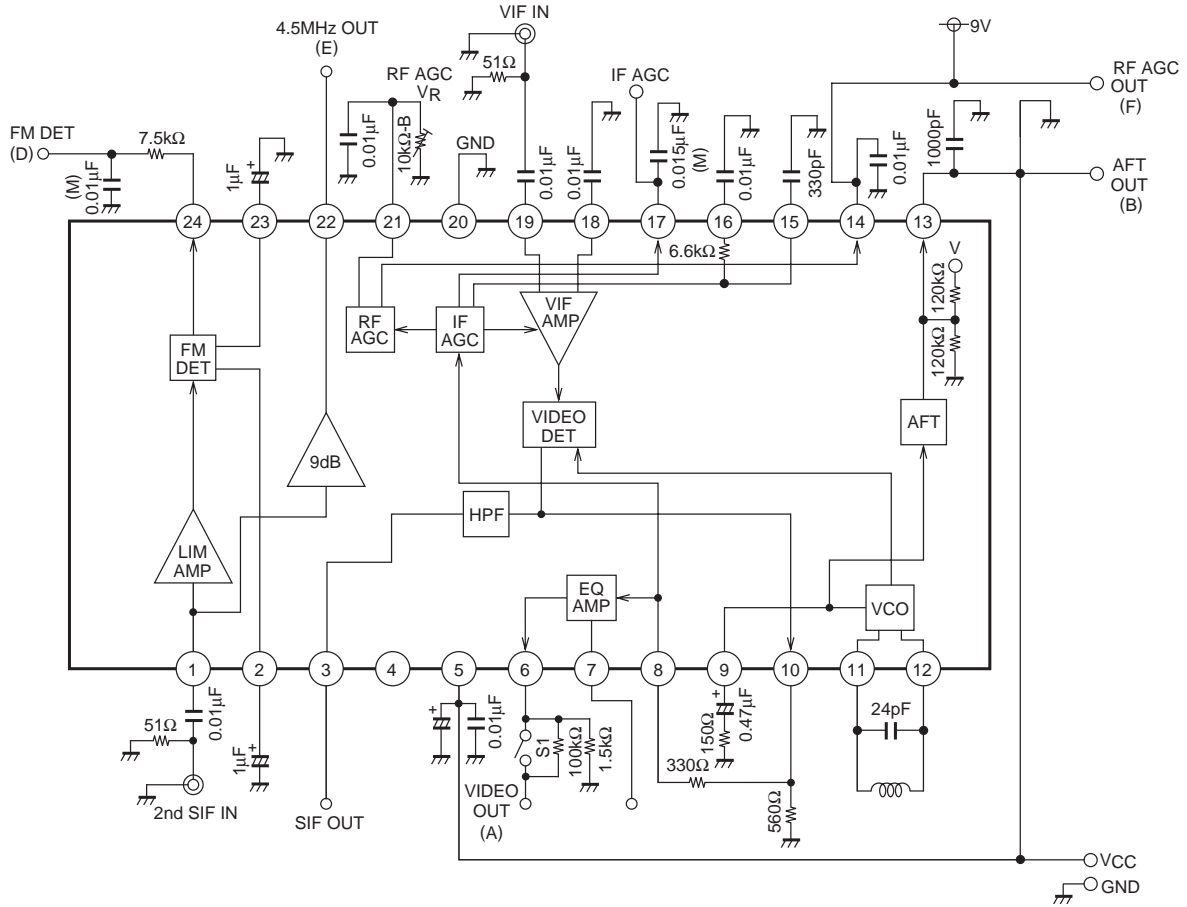 VIF IN
4.5MHz OUT
(E)
9V
51Ω
RF AGC
VR
IF AGC
RF AGC
OUT
(F)
FM DET
(D)
7.5kΩ
(M)
0.01μF
1μF
+
0.01μF
10kΩ-B
GND
0.01μF
0.01μF
0.015μF
(M)
0.01μF
330pF
0.01μF
1000pF
AFT
OUT
(B)
24
23
22
21
20
19
18
17
16
15
14
13
6.6kΩ
V
120kΩ
120kΩ
RF
AGC
IF
AGC
VIF
AMP
FM
DET
VIDEO
DET
AFT
9dB
HPF
LIM
AMP
EQ
AMP
VCO
1
2
3
4
5
6
7
8
9
10
11
12
51Ω
0.01μF
1μF
+
+
0.01μF
S1
100kΩ
1.5kΩ
+
150Ω
0.47μF
24pF
330Ω
560Ω
2nd SIF IN
SIF OUT
VIDEO
OUT
(A)
VCC
GND